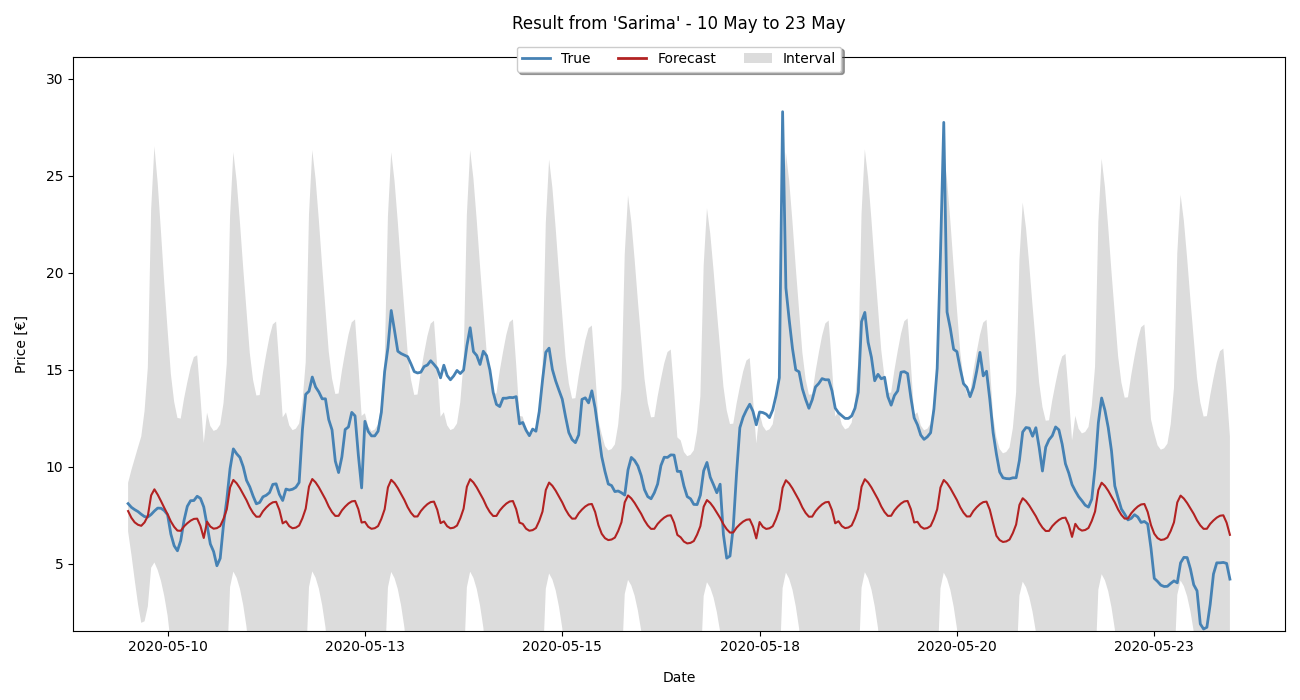 Result from 'Sarima' - 10 May to 23 May
True Forecast Interval
30
25
20
15
10
5
Price [€]
2020-05-10 2020-05-13 2020-05-15 2020-05-18 2020-05-20 2020-05-23
Date